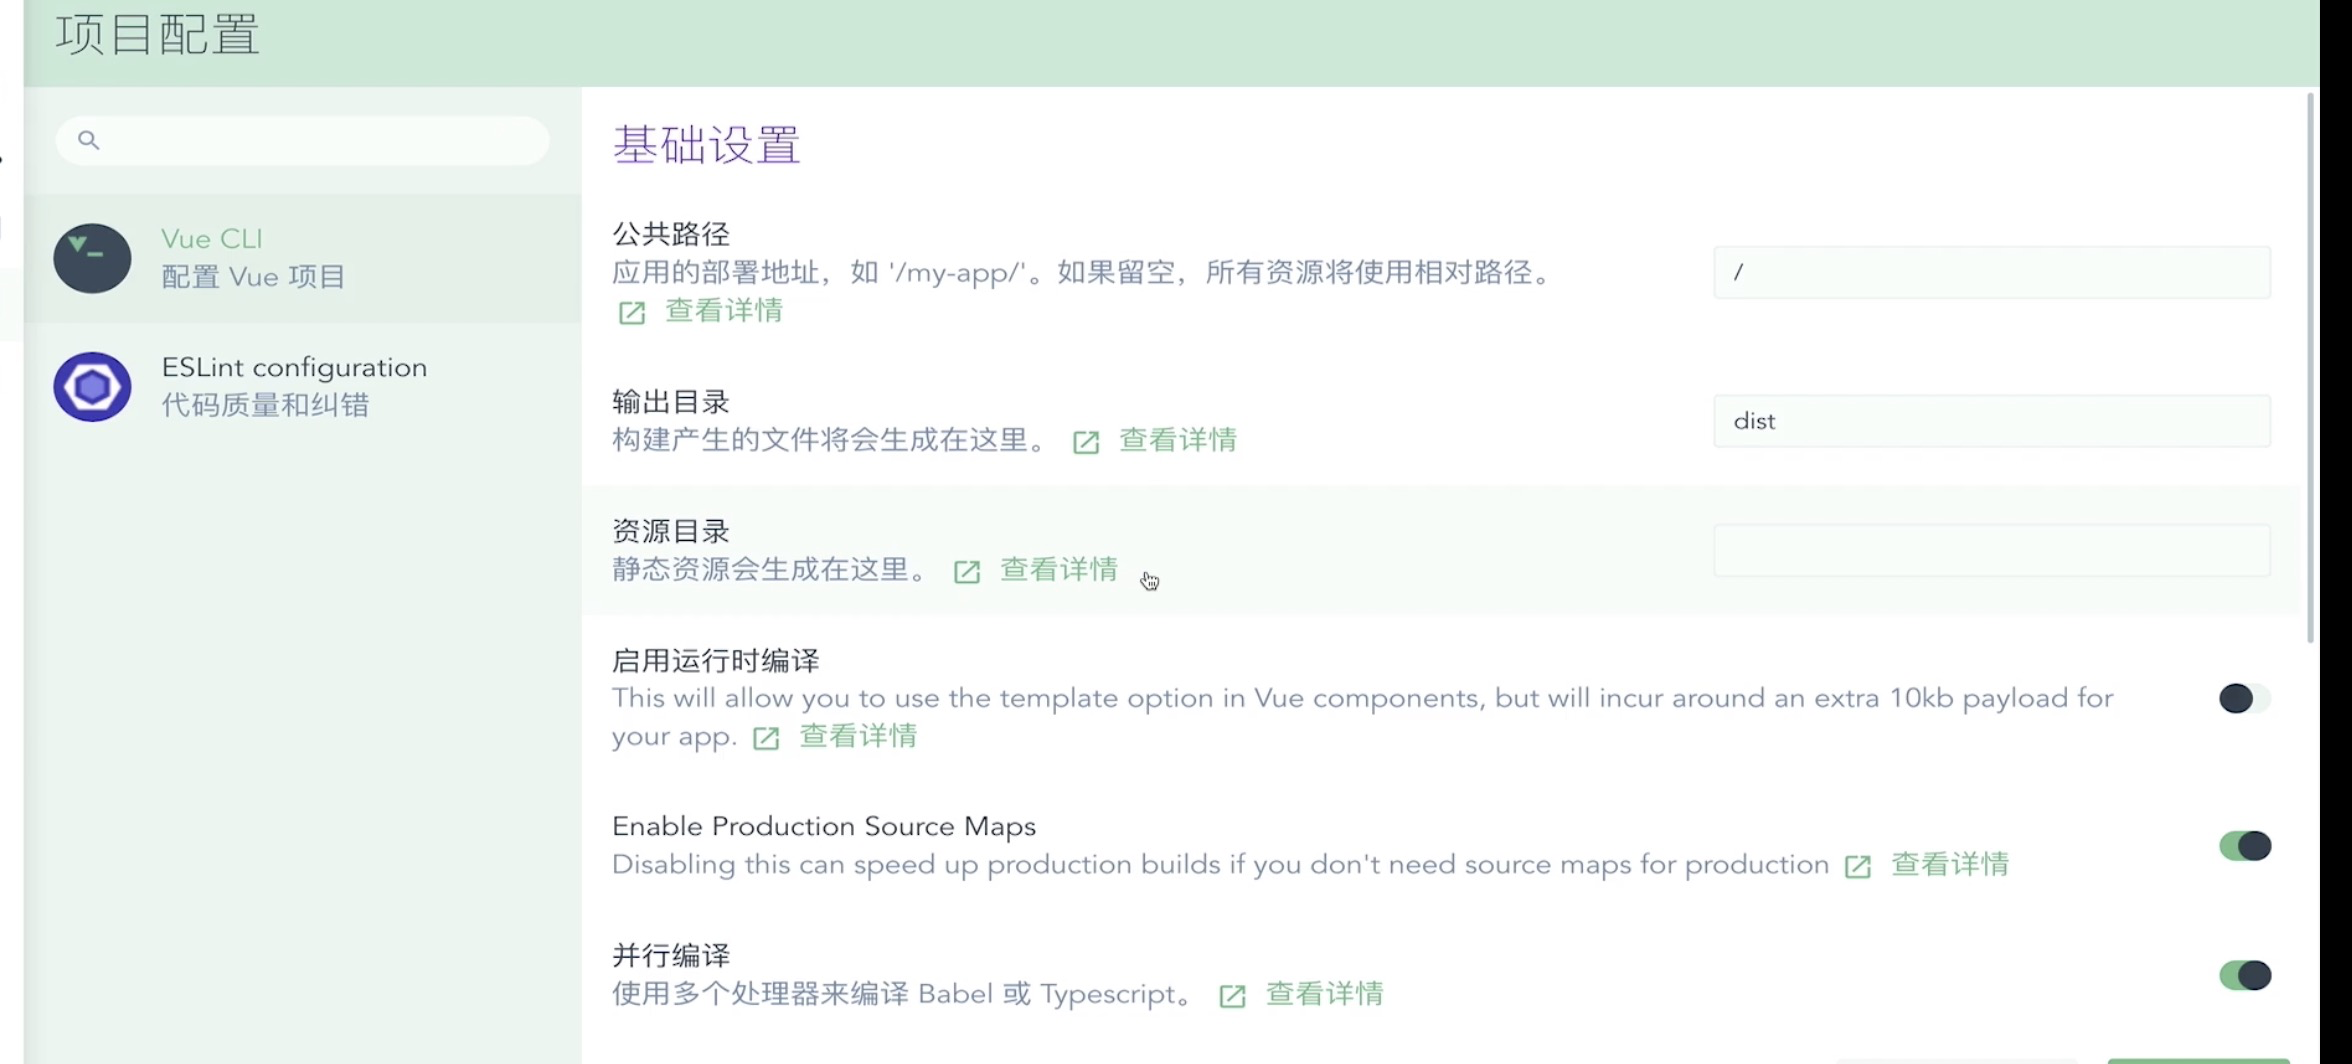 项目配置
Vue CLI
配置 Vue 项目
ESLint configuration
代码质量和纠错
基础设置
公共路径
应用的部署地址，如 '/my-app/'。如果留空，所有资源将使用相对路径。
查看详情
/
输出目录
构建产生的文件将会生成在这里。 查看详情
dist
资源目录
静态资源会生成在这里。 查看详情
启用运行时编译
This will allow you to use the template option in Vue components, but will incur around an extra 10kb payload for
your app. 查看详情
Enable Production Source Maps
Disabling this can speed up production builds if you don't need source maps for production 查看详情
并行编译
使用多个处理器来编译 Babel 或 Typescript。 查看详情